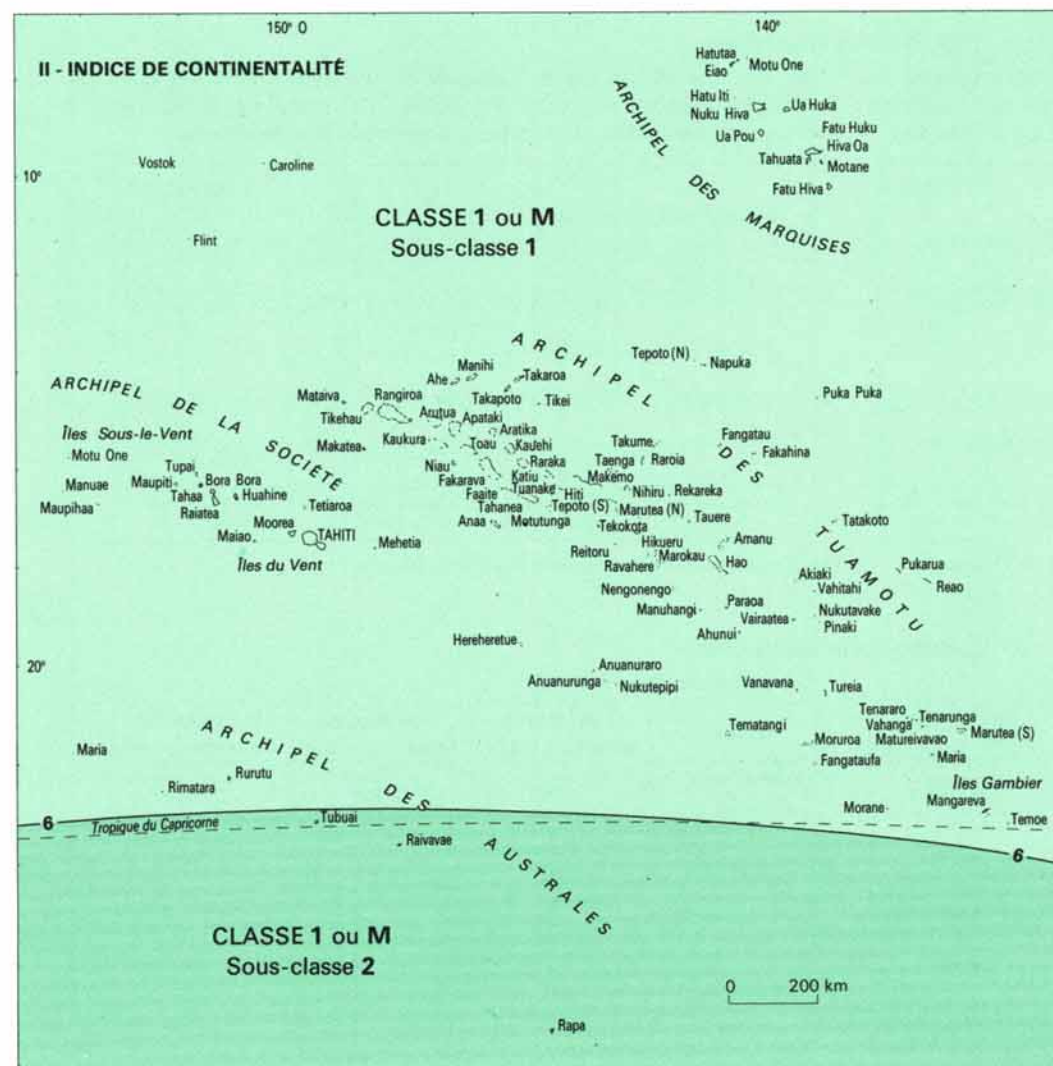 150° O
140°
II - INDICE DE CONTINENTALITÉ
Hatutaa
Eiao
Motu One
Hatu Iti
Nuku Hiva
Ua Huka
Ua Pou
Fatu Huku
Hiva Oa
Tahuata
Motane
Fatu Hiva
ARCHIPEL DES MARQUISES
Vostok
Caroline
10°
Flint
CLASSE 1 ou M
Sous-classe 1
ARCHIPEL DES TUAMOTU
Tepoto (N)
Napuka
Puka Puka
Manihi
Ahe
Takaroa
Takapoto
Tikei
Mataiva
Rangiroa
Tikehau
Arutua
Apataki
Aratika
Kaukura
Toau
Kauehi
Makatea
Niau
Raraka
Fakarava
Katiu
Tuanake
Faaite
Hiti
Makemo
Tahanea
Tepoto (S)
Anaa
Motutunga
Takume
Taenga
Raroia
Fangatau
Fakahina
Nihiru
Rekareka
Marutea (N)
Tauere
Tekokota
Tatakoto
Hikueru
Amanu
Reitoru
Marokau
Ravahere
Hao
Pukarua
Reao
Akiaki
Vahitahi
Nengonengo
Paraoa
Manuhangi
Vairaatea
Nukutavake
Pinaki
Ahunui
ARCHIPEL DE LA SOCIÉTÉ
Îles Sous-le-Vent
Motu One
Tupai
Manuae
Maupiti
Bora Bora
Tahaa
Huahine
Maupihaa
Raiatea
Tetiaroa
Moorea
Maiao
TAHITI
Mehetia
Îles du Vent
Hereheretue
20°
Anuanuraro
Anuanurunga
Nukutepipi
Vanavana
Tureia
Tematangi
Tenararo
Vahanga
Tenarunga
Marutea (S)
Moruroa
Matureivavao
Fangataufa
Maria
Îles Gambier
Morane
Mangareva
Temoe
ARCHIPEL DES AUSTRALES
Maria
Rurutu
Rimatara
6
Tropique du Capricorne
Tubuai
Raivavae
6
CLASSE 1 ou M
Sous-classe 2
0 200 km
Rapa